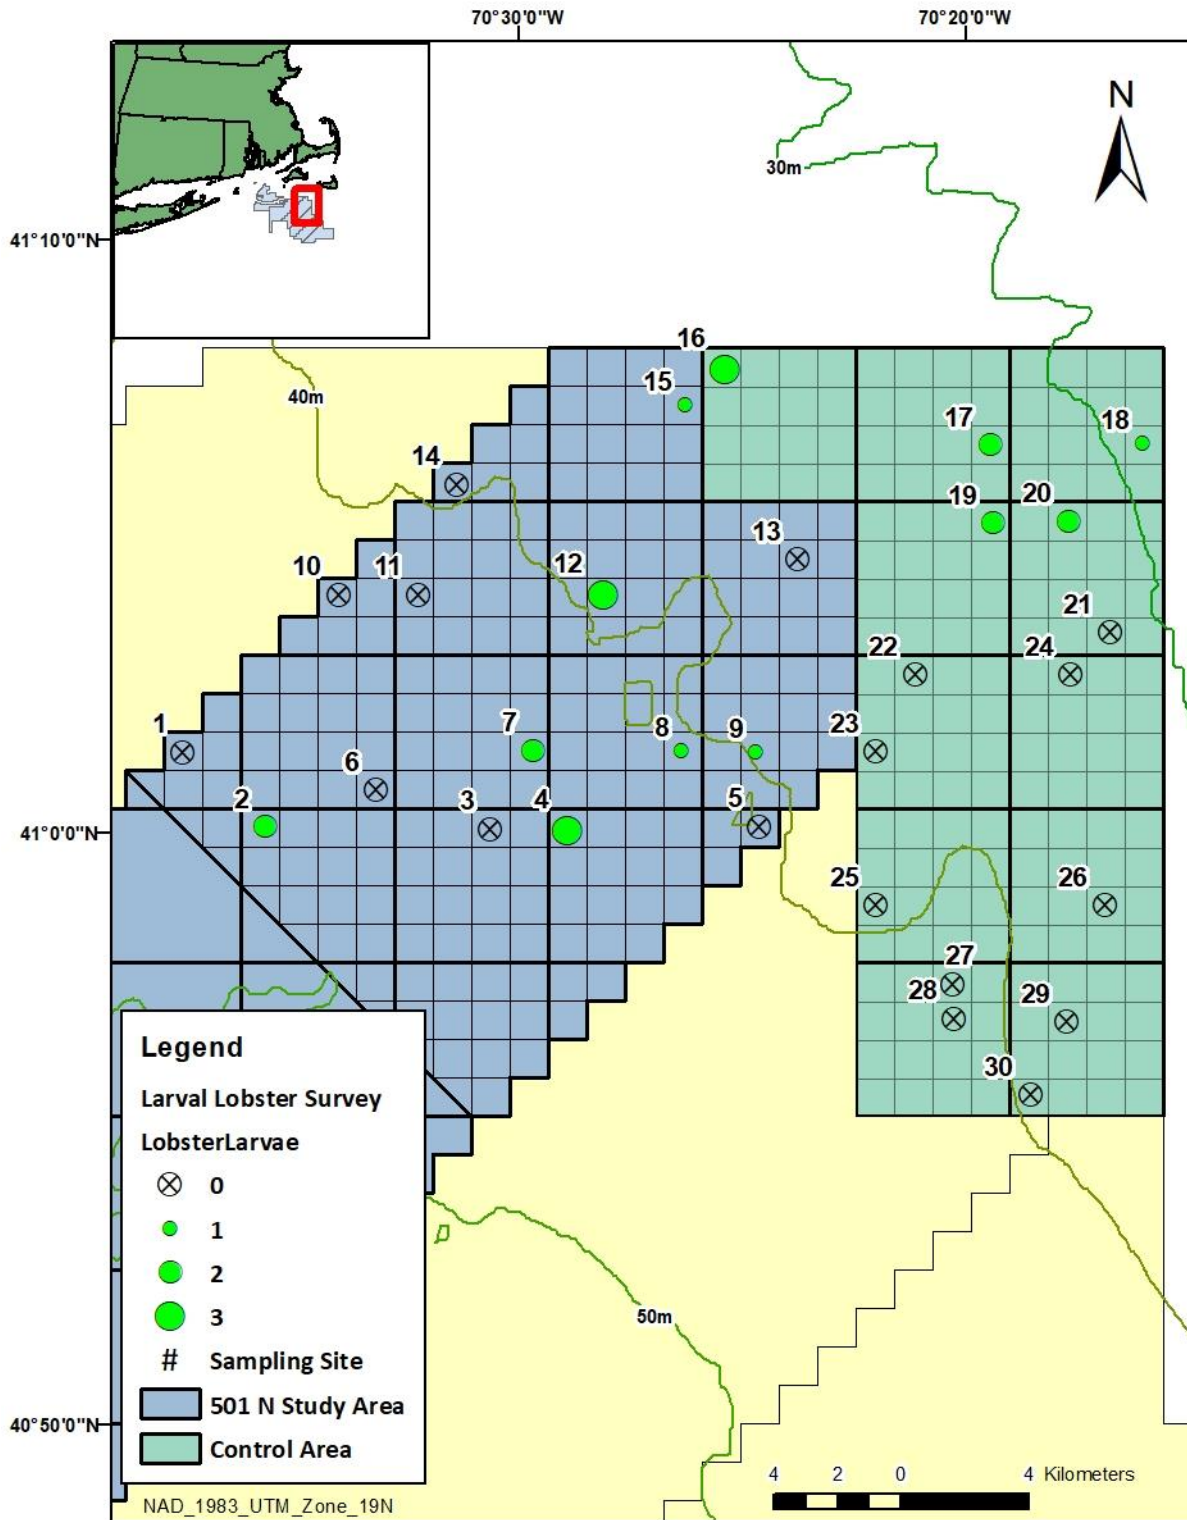 70°30'0"W
70°20'0"W
N
30m
41°10'0"N
16
15
40m
17
18
14
19
20
13
12
10
11
21
22
24
1
7
8
9
23
6
2
3
4
5
41°0'0"N
25
26
27
28
29
30
Legend
Larval Lobster Survey
LobsterLarvae
0
1
2
3
# Sampling Site
501 N Study Area
Control Area
50m
40°50'0"N
4 2 0 4 Kilometers
NAD_1983_UTM_Zone_19N